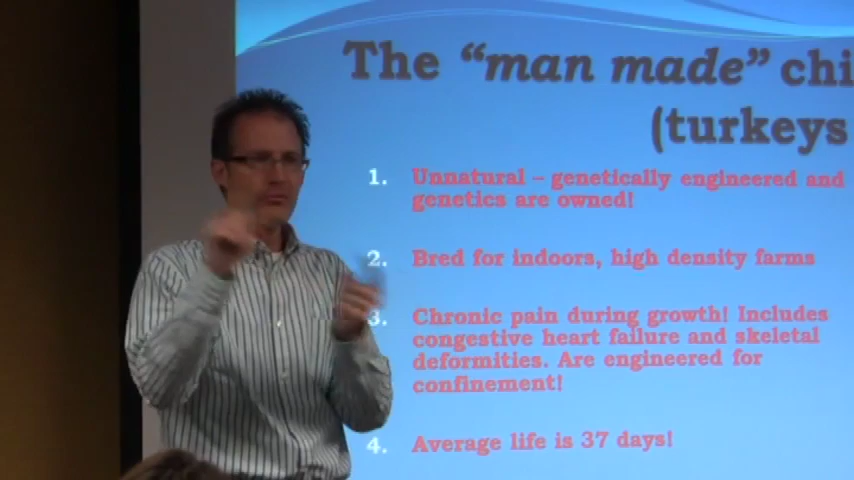 The “man made” chi
(turkeys
1. Unnatural – genetically engineered and
genetics are owned!
2. Bred for indoors, high density farms
3. Chronic pain during growth! Includes
congestive heart failure and skeletal
deformities. Are engineered for
confinement!
4. Average life is 37 days!